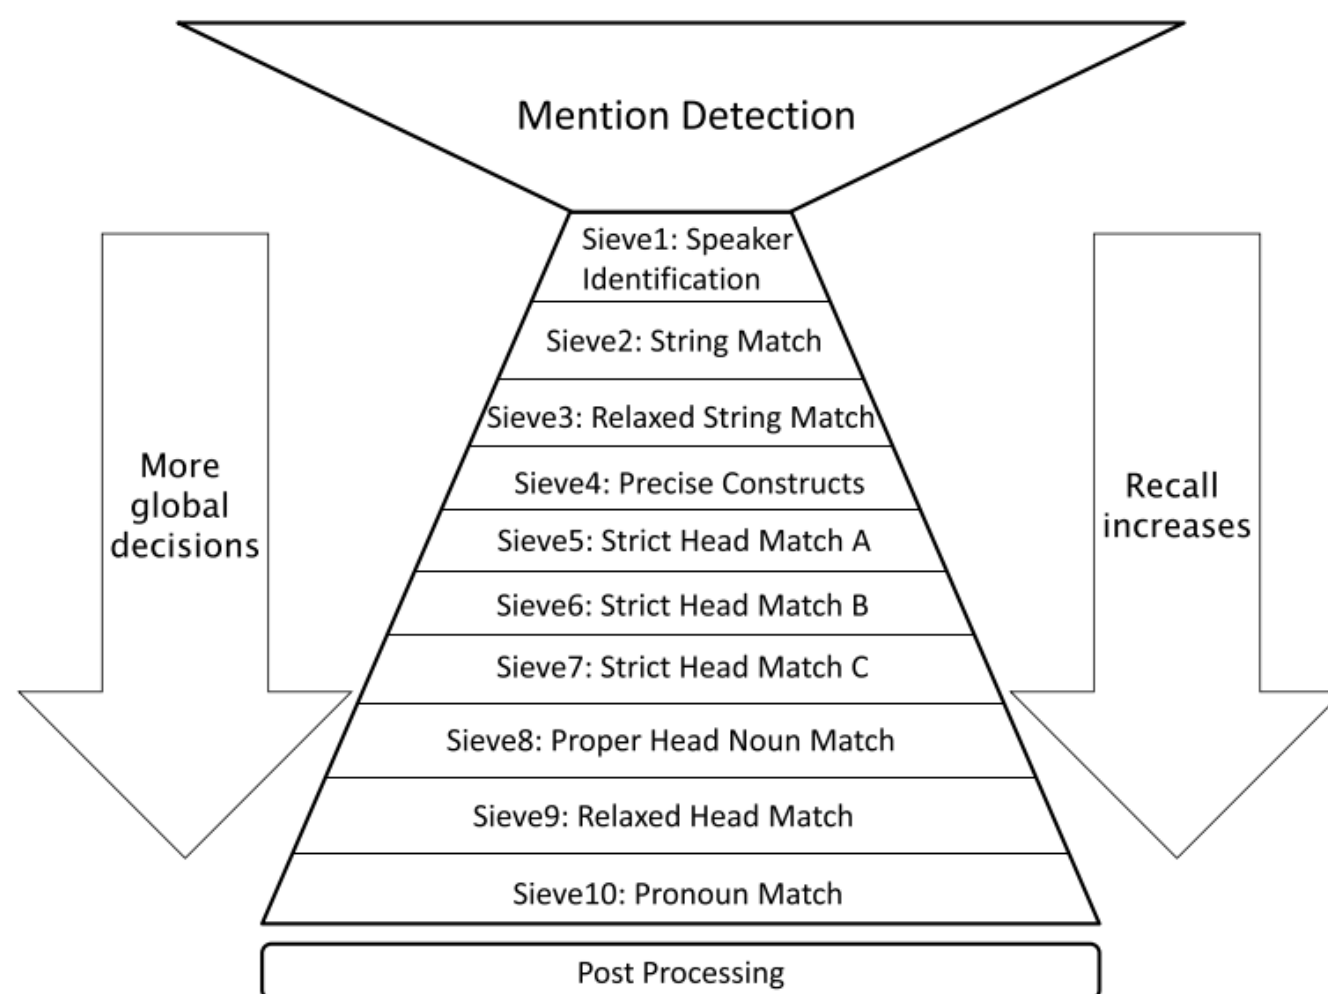 Mention Detection
Sieve1: Speaker
Identification
Sieve2: String Match
Sieve3: Relaxed String Match
Sieve4: Precise Constructs
Sieve5: Strict Head Match A
Sieve6: Strict Head Match B
Sieve7: Strict Head Match C
Sieve8: Proper Head Noun Match
Sieve9: Relaxed Head Match
Sieve10: Pronoun Match
Post Processing
More
global
decisions
Recall
increases